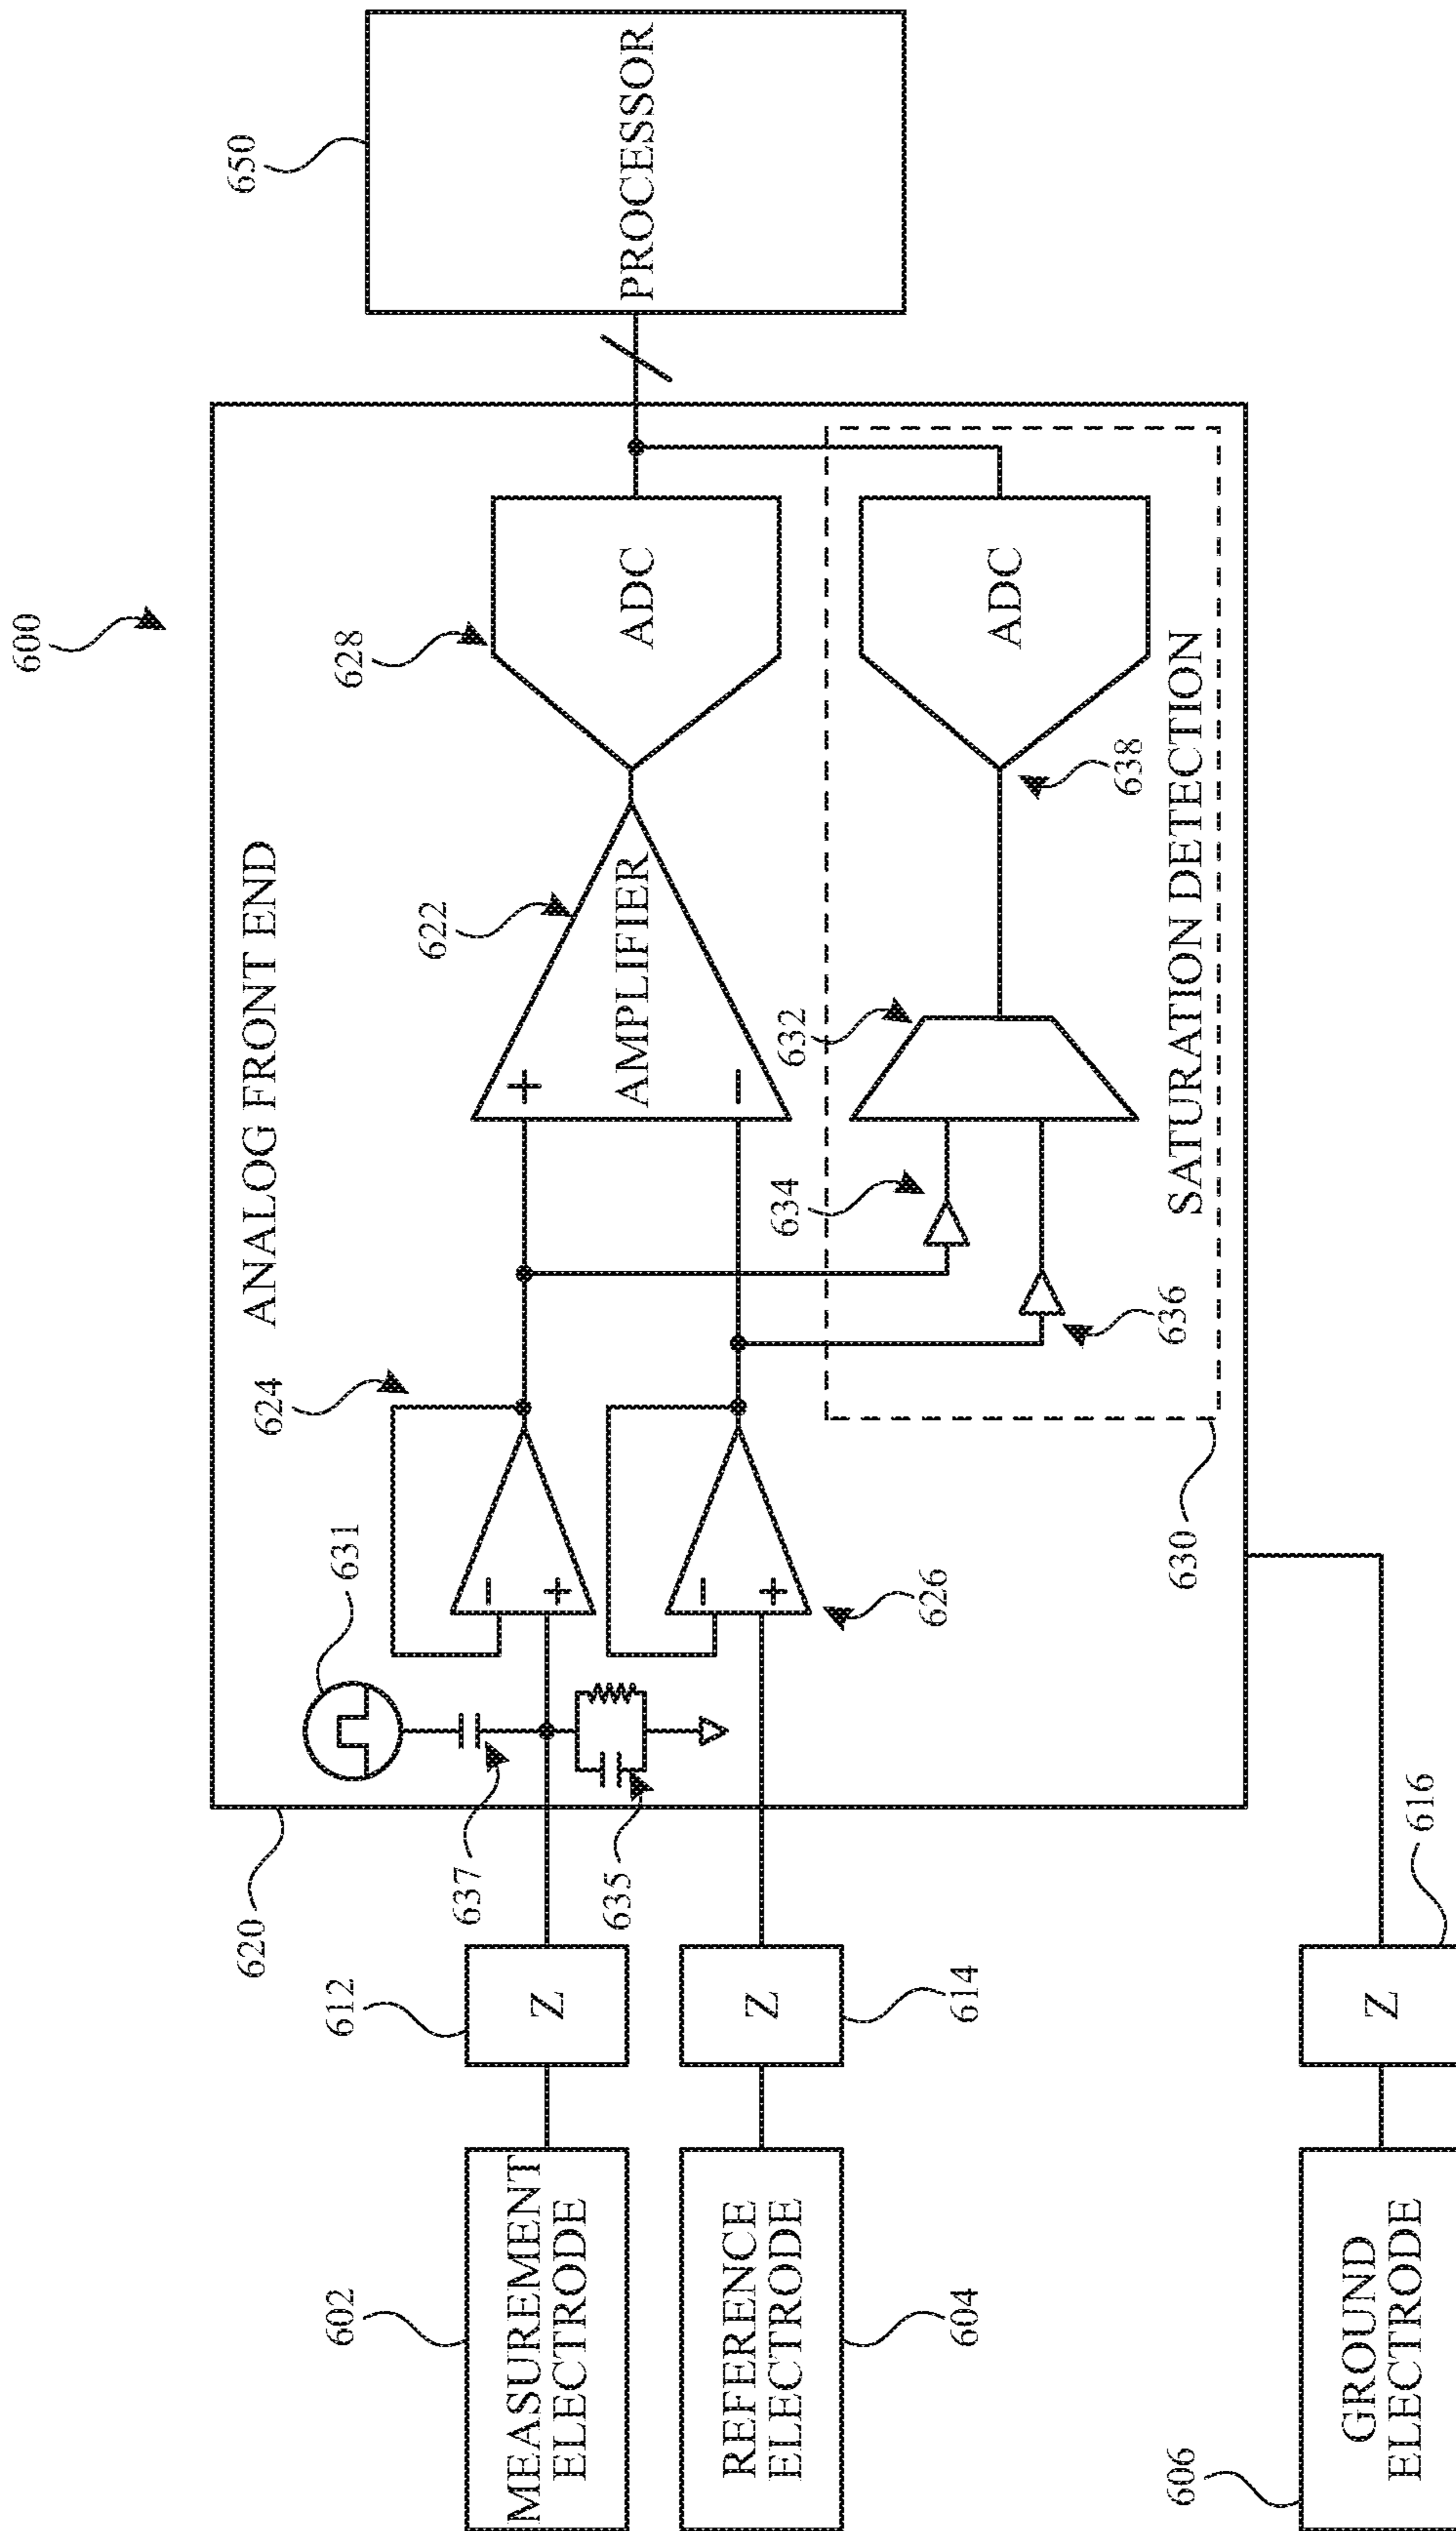 600
620
ANALOG FRONT END
650
PROCESSOR
602
MEASUREMENT
ELECTRODE
612
Z
637
631
624
−
+
622
+
AMPLIFIER
−
628
ADC
604
REFERENCE
ELECTRODE
614
Z
635
−
+
626
634
636
632
638
ADC
SATURATION DETECTION
630
606
GROUND
ELECTRODE
616
Z